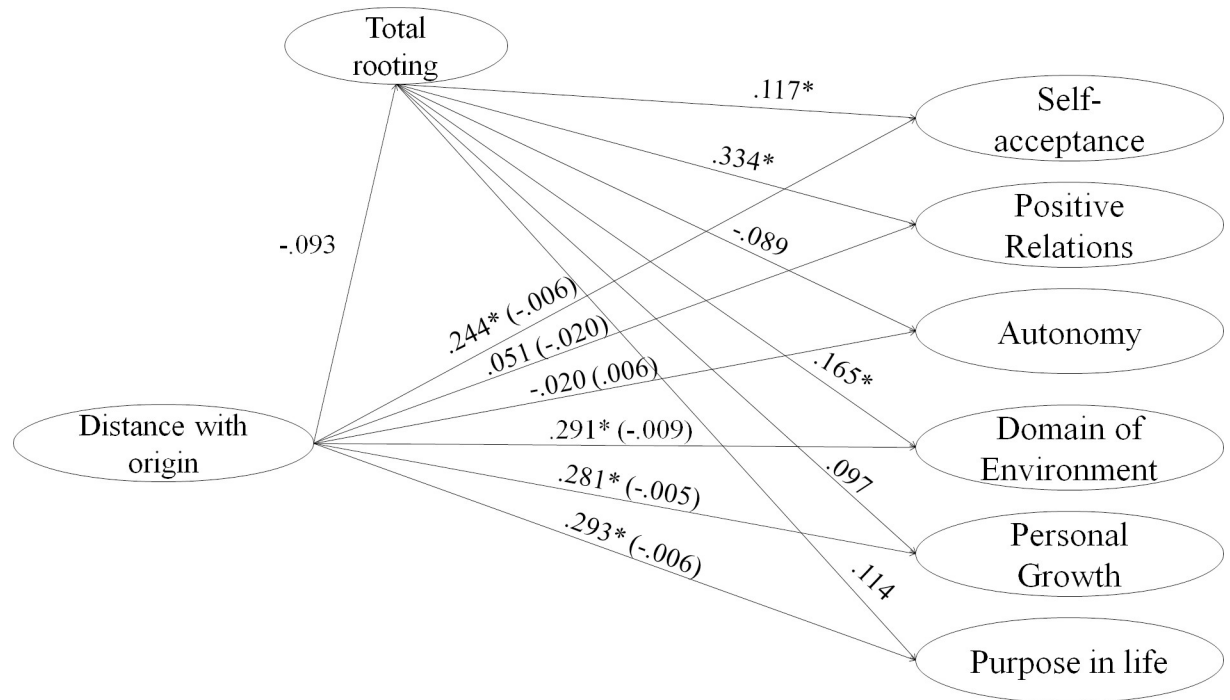 Total
rooting
.117*
Self-
acceptance
.334*
Positive
Relations
-.093
-.089
.244* (-.006)
.051 (-.020)
Autonomy
-.020 (.006)
.165*
Distance with
origin
.291* (-.009)
Domain of
Environment
.281* (-.005)
.097
.293* (-.006)
Personal
Growth
.114
Purpose in life